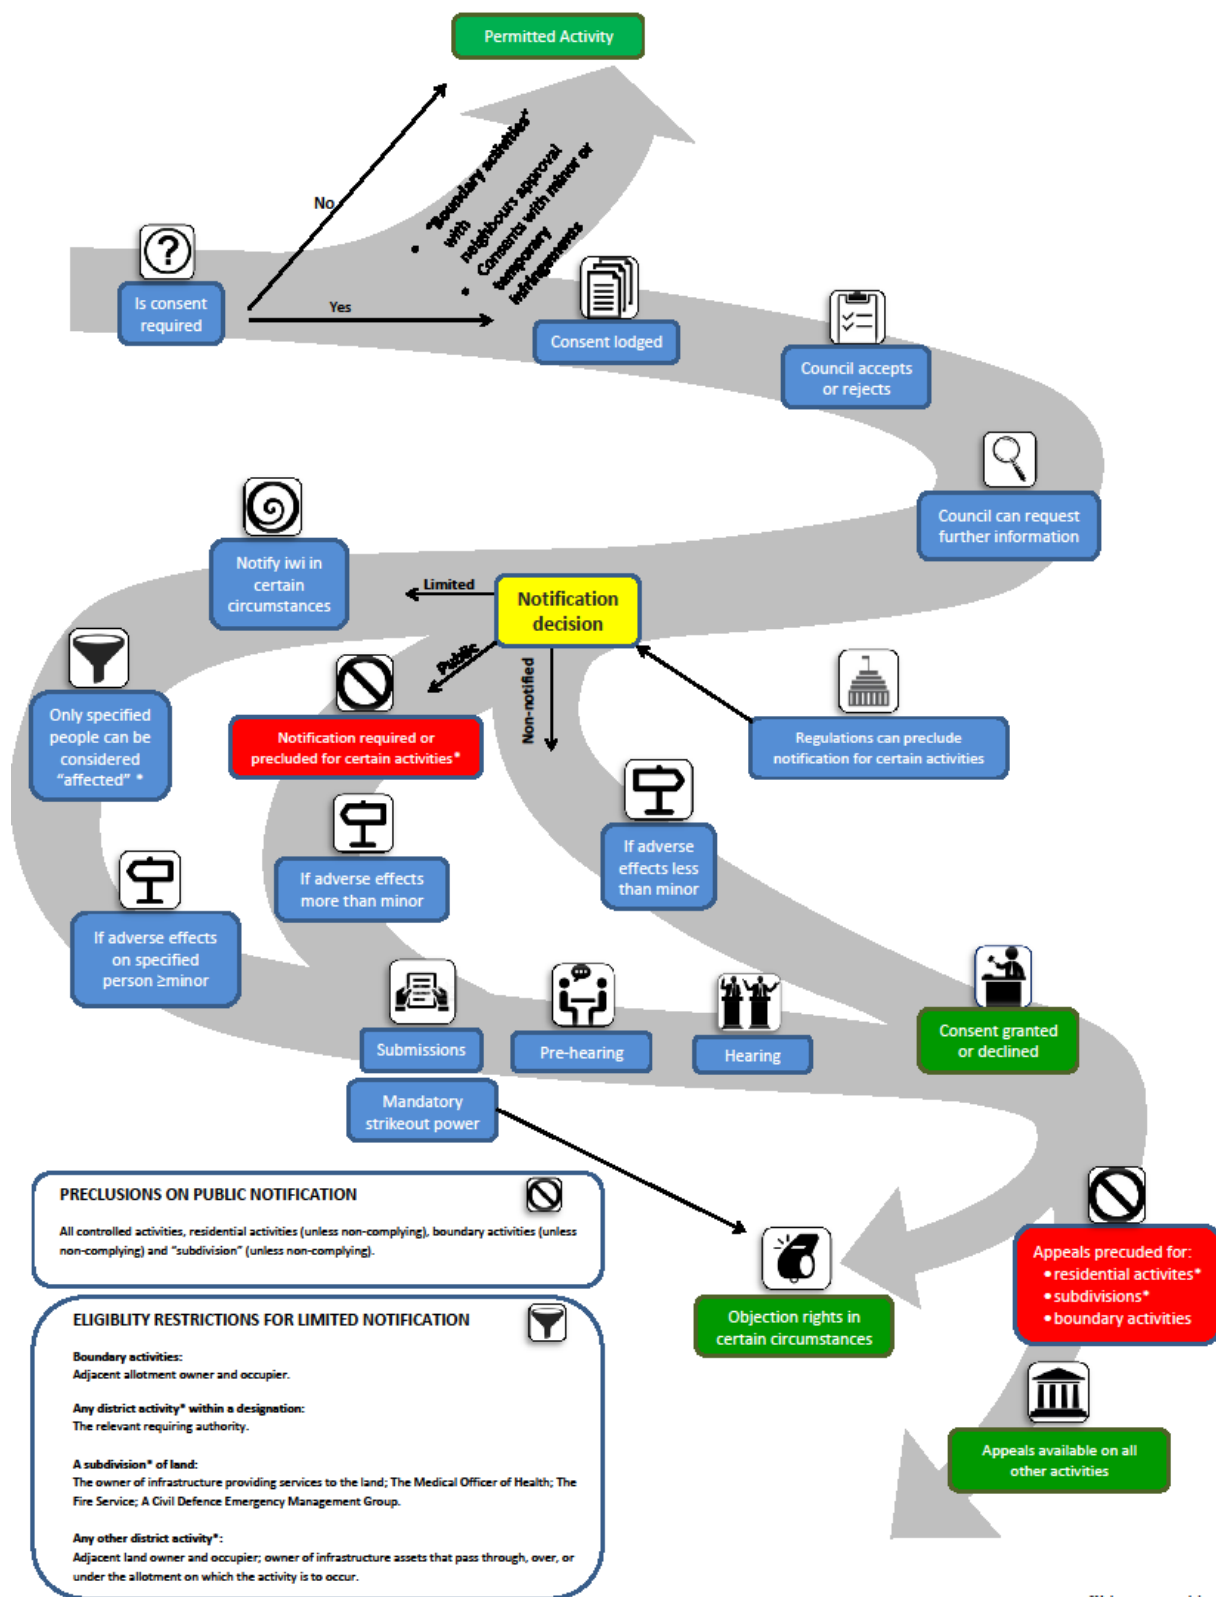 Permitted Activity
No
• "Boundary activities"
with
neighbours approval
• Consents with minor or
temporary
infringements
Is consent
required
Yes
Consent lodged
Council accepts
or rejects
Council can request
further information
Notify iwi in
certain
circumstances
Limited
Notification
decision
Public
Non-notified
Only specified
people can be
considered
"affected" *
Notification required or
precluded for certain activities*
Regulations can preclude
notification for certain activities
If adverse effects
more than minor
If adverse
effects less
than minor
If adverse effects
on specified
person ≥minor
Submissions
Pre-hearing
Hearing
Consent granted
or declined
Mandatory
strikeout power
PRECLUSIONS ON PUBLIC NOTIFICATION
All controlled activities, residential activities (unless non-complying), boundary activities (unless
non-complying) and "subdivision" (unless non-complying).
Objection rights in
certain circumstances
Appeals precuded for:
• residential activites*
• subdivisions*
• boundary activities
Appeals available on all
other activities
ELIGIBLITY RESTRICTIONS FOR LIMITED NOTIFICATION
Boundary activities:
Adjacent allotment owner and occupier.
Any district activity* within a designation:
The relevant requiring authority.
A subdivision* of land:
The owner of infrastructure providing services to the land; The Medical Officer of Health; The
Fire Service; A Civil Defence Emergency Management Group.
Any other district activity*:
Adjacent land owner and occupier; owner of infrastructure assets that pass through, over, or
under the allotment on which the activity is to occur.